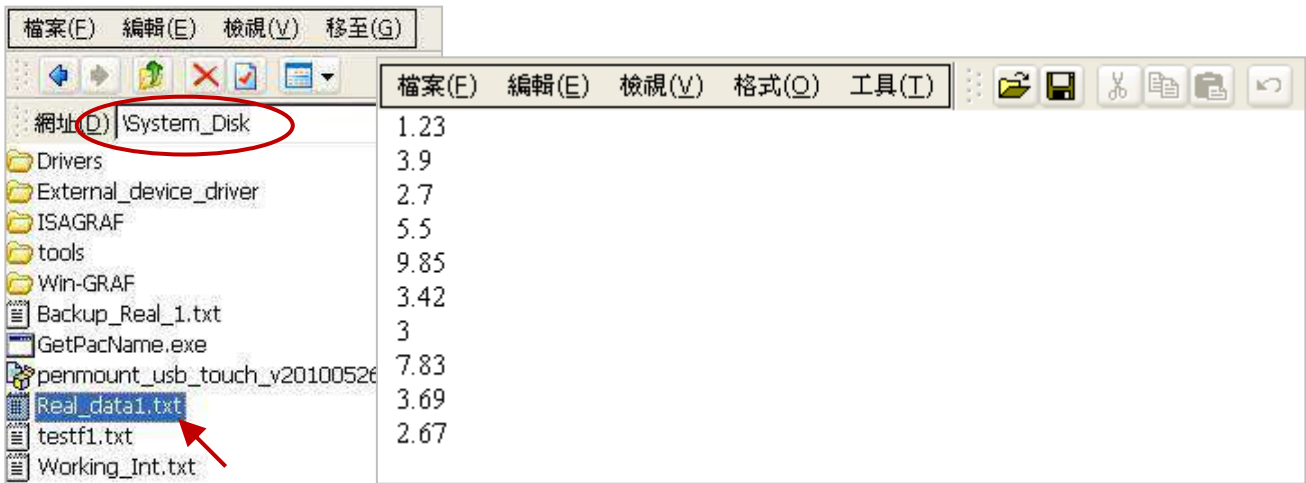 檔案(F) 編輯(E) 檢視(V) 移至(G)
網址(D) \System_Disk
Drivers
External_device_driver
ISAGRAF
tools
Win-GRAF
Backup_Real_1.txt
GetPacName.exe
penmount_usb_touch_v20100526
Real_data1.txt
testf1.txt
Working_Int.txt
檔案(F) 編輯(E) 檢視(V) 格式(O) 工具(T)
1.23
3.9
2.7
5.5
9.85
3.42
3
7.83
3.69
2.67